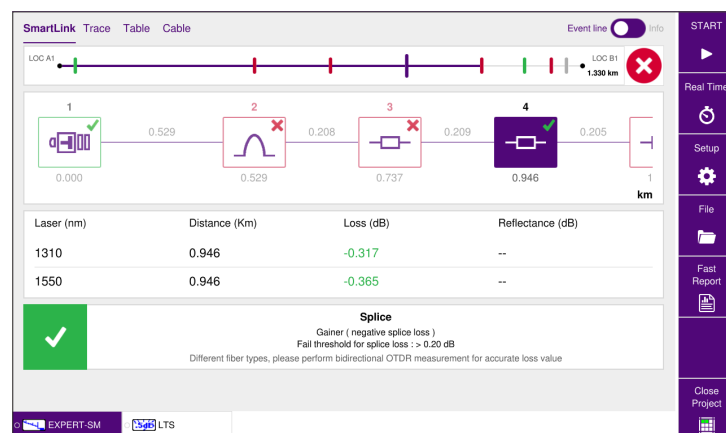 SmartLink Trace Table Cable Event line Info
START
LOC A1
LOC B1
1.330 km
Real Time
1 2 3 4
0.529 0.208 0.209 0.205
0.000 0.529 0.737 0.946 1
km
Setup
File
Laser (nm) Distance (Km) Loss (dB) Reflectance (dB)
1310 0.946 -0.317 --
1550 0.946 -0.365 --
Fast
Report
Splice
Gainer ( negative splice loss )
Fail threshold for splice loss : > 0.20 dB
Different fiber types, please perform bidirectional OTDR measurement for accurate loss value
Close
Project
EXPERT-SM LTS